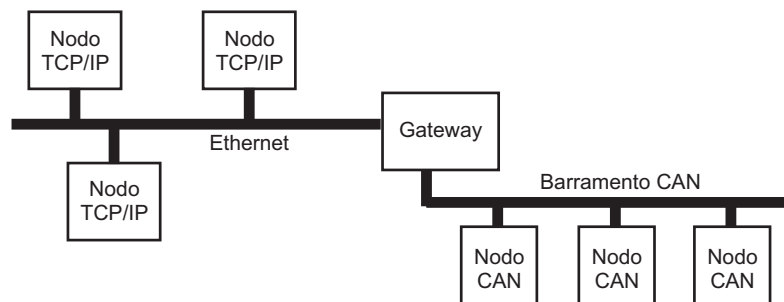 Nodo
TCP/IP
Nodo
TCP/IP
Ethernet
Gateway
Nodo
TCP/IP
Barramento CAN
Nodo
CAN
Nodo
CAN
Nodo
CAN